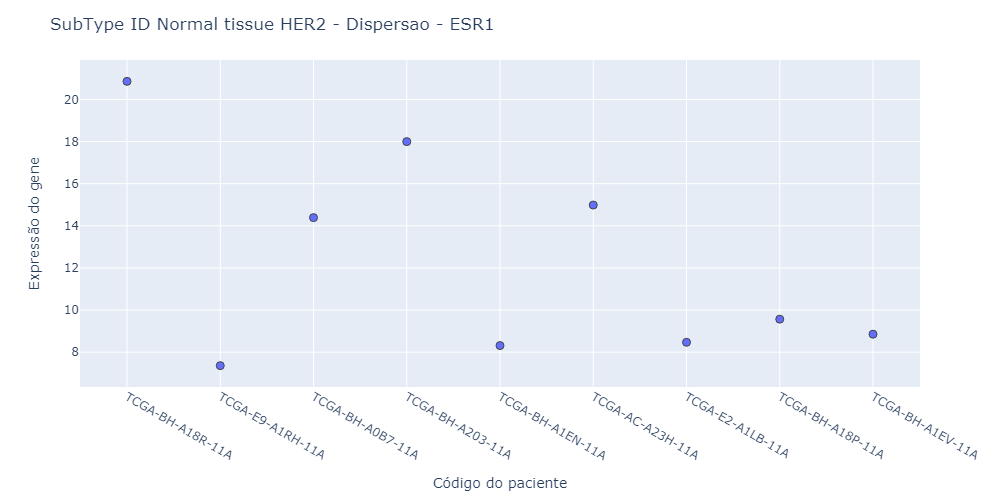 SubType ID Normal tissue HER2 - Dispersao - ESR1
Expressão do gene
20
18
16
14
12
10
8
TCGA-BH-A18R-11A
TCGA-E9-A1RH-11A
TCGA-BH-A0B7-11A
TCGA-BH-A203-11A
TCGA-BH-A1EN-11A
TCGA-AC-A23H-11A
TCGA-E2-A1LB-11A
TCGA-BH-A18P-11A
TCGA-BH-A1EV-11A
Código do paciente